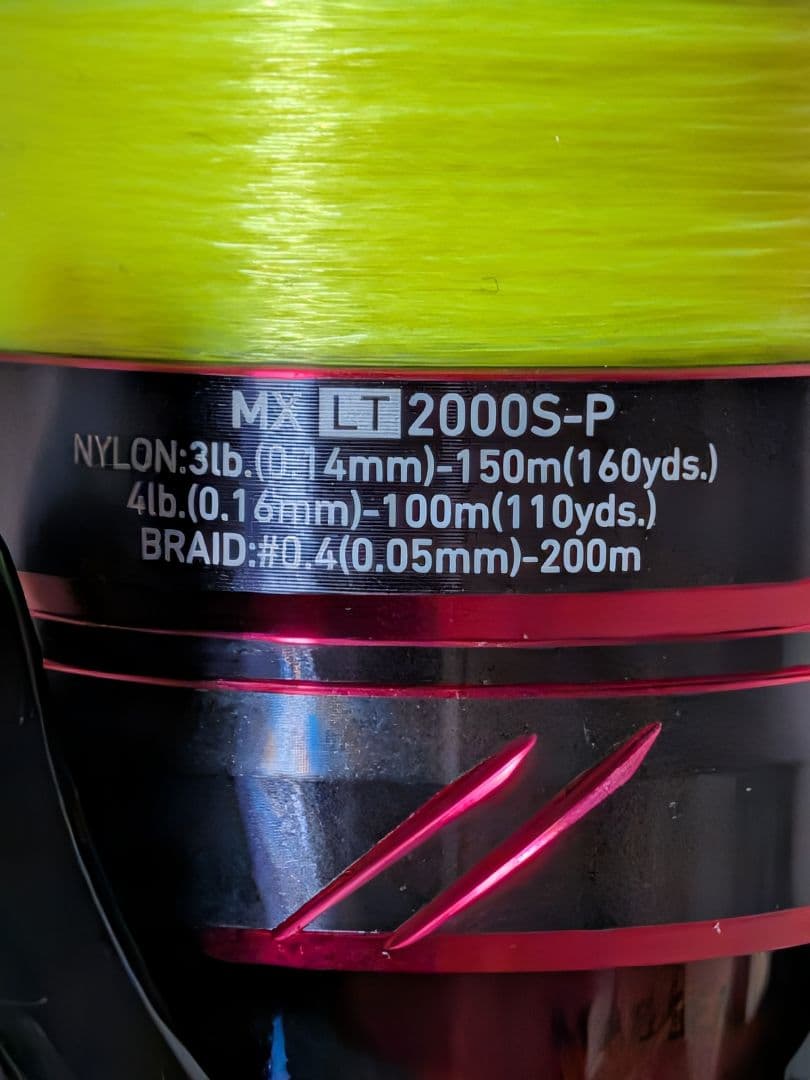 MX LT 2000S-P
NYLON:3lb.(0.14mm)-150m(160yds.)
4lb.(0.16mm)-100m(110yds.)
BRAID:#0.4(0.05mm)-200m